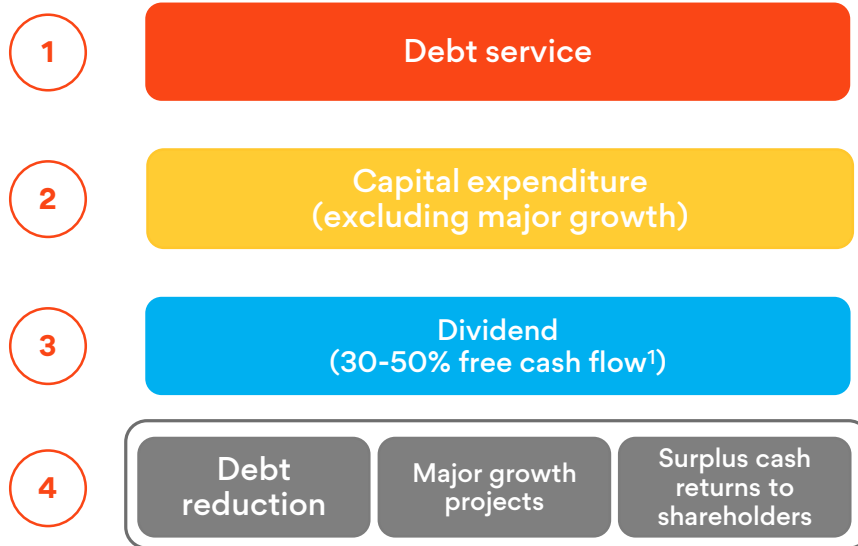 1
Debt service
2
Capital expenditure
(excluding major growth)
3
Dividend
(30-50% free cash flow¹)
4
Debt
reduction
Major growth
projects
Surplus cash
returns to
shareholders